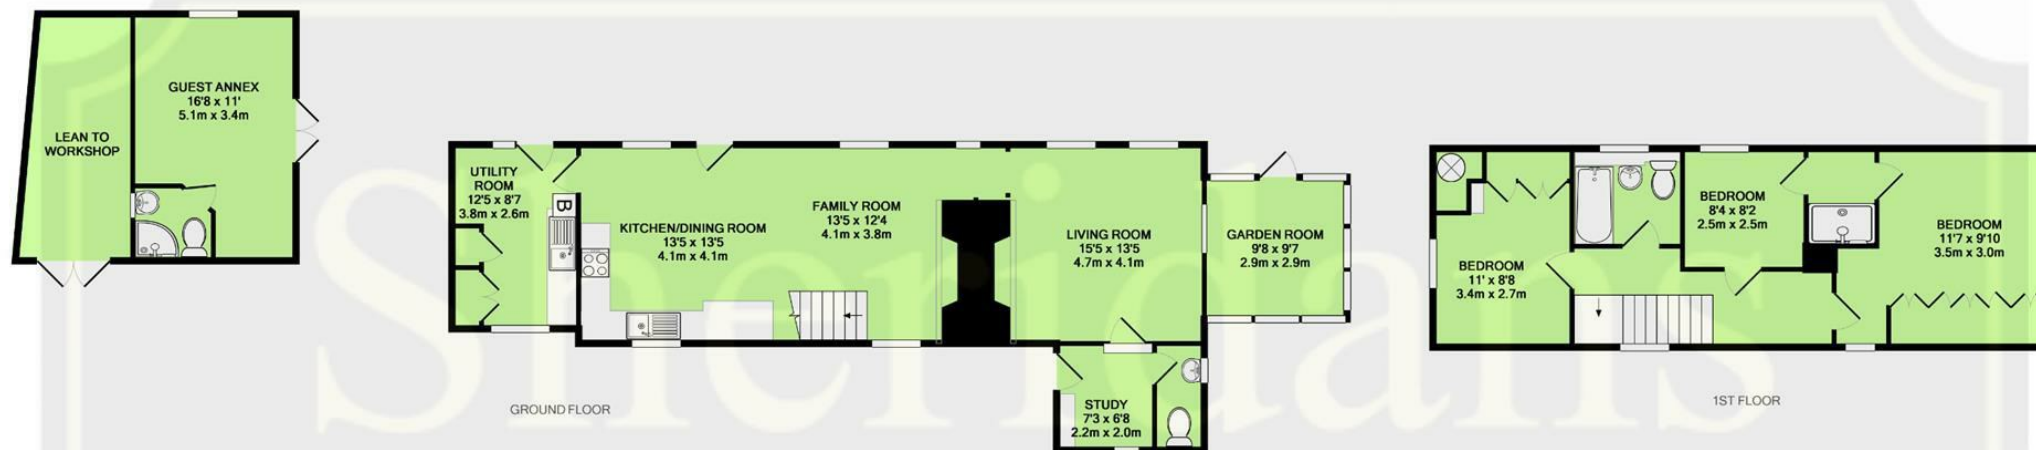 GUEST ANNEX
16'8 x 11'
5.1m x 3.4m
LEAN TO
WORKSHOP
UTILITY
ROOM
12'5 x 8'7
3.8m x 2.6m
B
KITCHEN/DINING ROOM
13'5 x 13'5
4.1m x 4.1m
FAMILY ROOM
13'5 x 12'4
4.1m x 3.8m
LIVING ROOM
15'5 x 13'5
4.7m x 4.1m
GARDEN ROOM
9'8 x 9'7
2.9m x 2.9m
STUDY
7'3 x 6'8
2.2m x 2.0m
GROUND FLOOR
BEDROOM
11' x 8'8
3.4m x 2.7m
BEDROOM
8'4 x 8'2
2.5m x 2.5m
BEDROOM
11'7 x 9'10
3.5m x 3.0m
1ST FLOOR
Sheridans